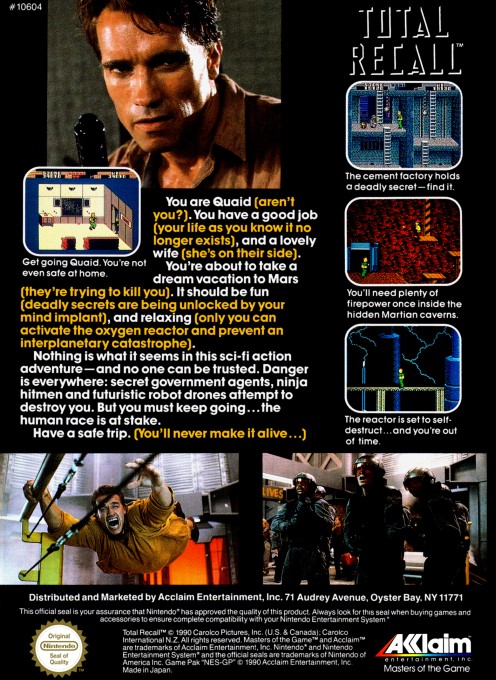 #10604
TOTAL
RECALL™
The cement factory holds
a deadly secret—find it.
Get going Quaid. You're not
even safe at home.
You are Quaid (aren't
you?). You have a good job
(your life as you know it no
longer exists), and a lovely
wife (she's on their side).
You're about to take a
dream vacation to Mars
(they're trying to kill you). It should be fun
(deadly secrets are being unlocked by your
mind implant), and relaxing (only you can
activate the oxygen reactor and prevent an
interplanetary catastrophe).
Nothing is what it seems in this sci-fi action
adventure—and no one can be trusted. Danger
is everywhere: secret government agents, ninja
hitmen and futuristic robot drones attempt to
destroy you. But you must keep going...the
human race is at stake.
Have a safe trip. (You'll never make it alive...)
You'll need plenty of
firepower once inside the
hidden Martian caverns.
The reactor is set to self-
destruct...and you're out
of time.
Distributed and Marketed by Acclaim Entertainment, Inc. 71 Audrey Avenue, Oyster Bay, NY 11771
This official seal is your assurance that Nintendo® has approved the quality of this product. Always look for this seal when buying games and
accessories to ensure complete compatibility with your Nintendo Entertainment System.®
Original
Nintendo
Seal of
Quality
Total Recall™ © 1990 Carolco Pictures, Inc. (U.S. & Canada); Carolco
International N.Z. All rights reserved. Masters of the Game™ and Acclaim™
are trademarks of Acclaim Entertainment, Inc. Nintendo® and Nintendo
Entertainment System® and the official seals are trademarks of Nintendo of
America Inc. Game Pak "NES-GP" © 1990 Acclaim Entertainment, Inc.
Made in Japan.
AKClaim
entertainment, inc.
Masters of the Game™